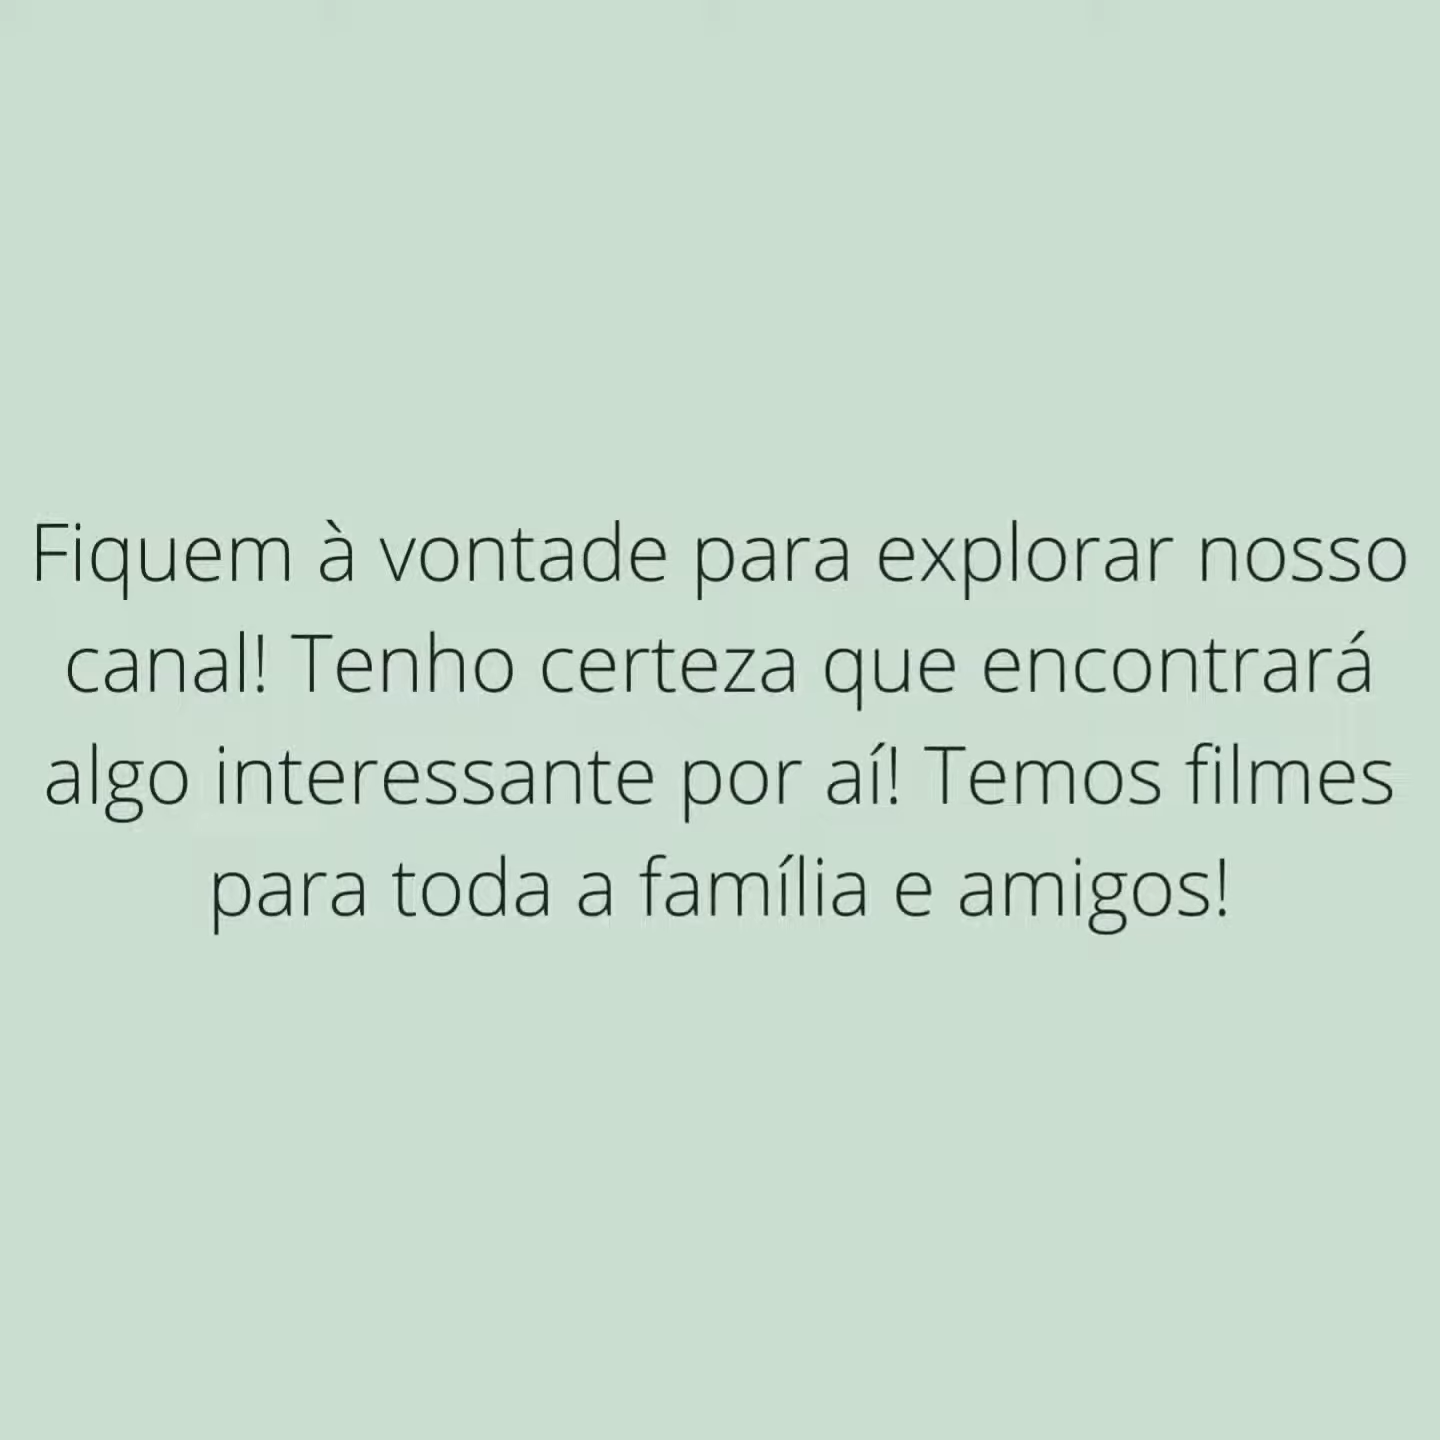 Fiquem à vontade para explorar nosso
canal! Tenho certeza que encontrará
algo interessante por aí! Temos filmes
para toda a família e amigos!